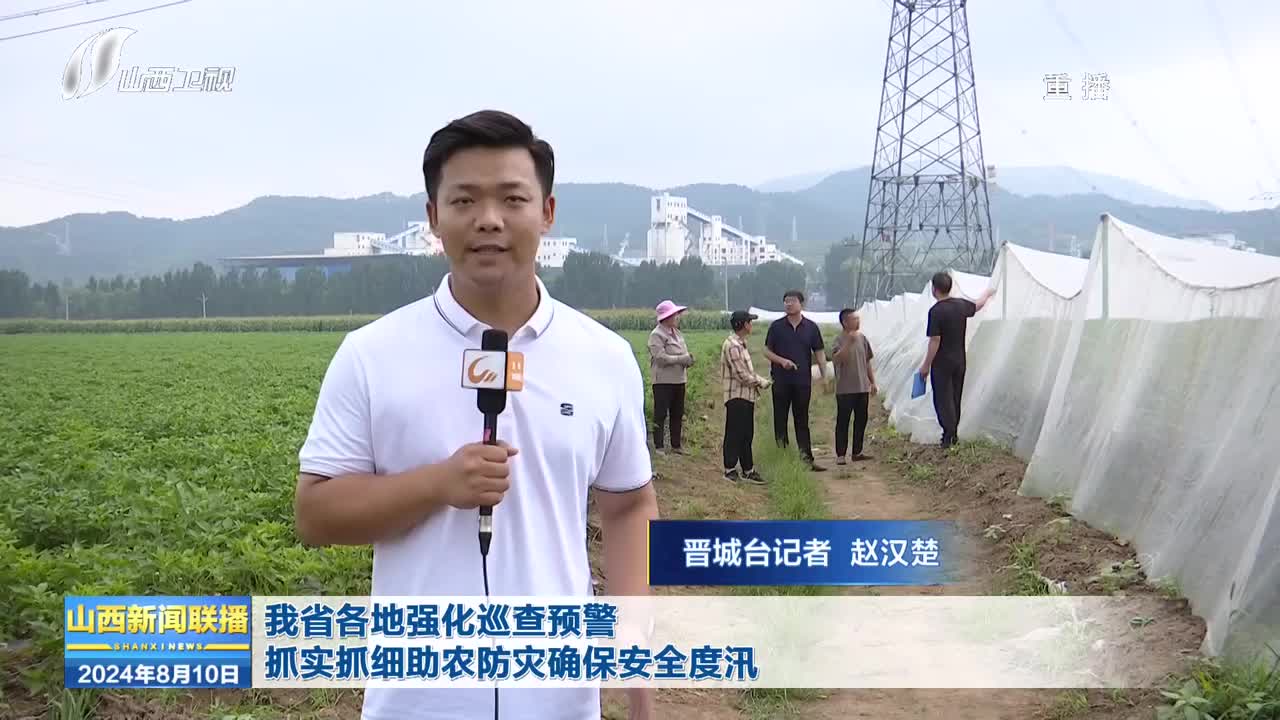 山西卫视
重播
晋城台记者 赵汉楚
山西新闻联播
SHANXI NEWS
2024年8月10日
我省各地强化巡查预警
抓实抓细助农防灾确保安全度汛